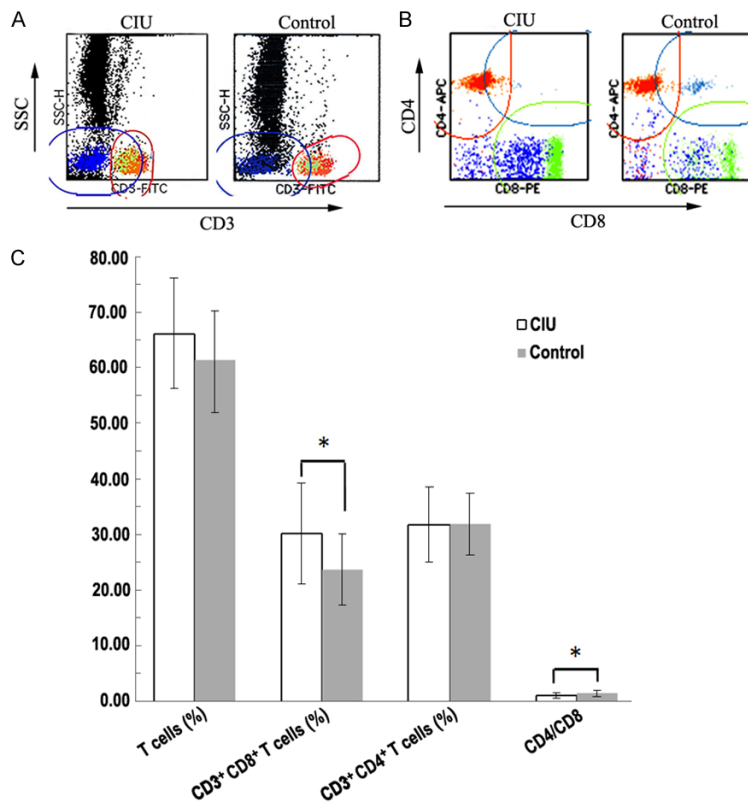 A
CIU
Control
SSC
SSC-H
CD3-FITC
SSC-H
CD3-FITC
CD3
B
CIU
Control
CD4
CD4-APC
CD8-PE
CD4-APC
CD8-PE
CD8
C
80.00
70.00
60.00
50.00
40.00
30.00
20.00
10.00
0.00
CIU
Control
*
*
T cells (%)
CD3+ CD8+ T cells (%)
CD3+ CD4+ T cells (%)
CD4/CD8